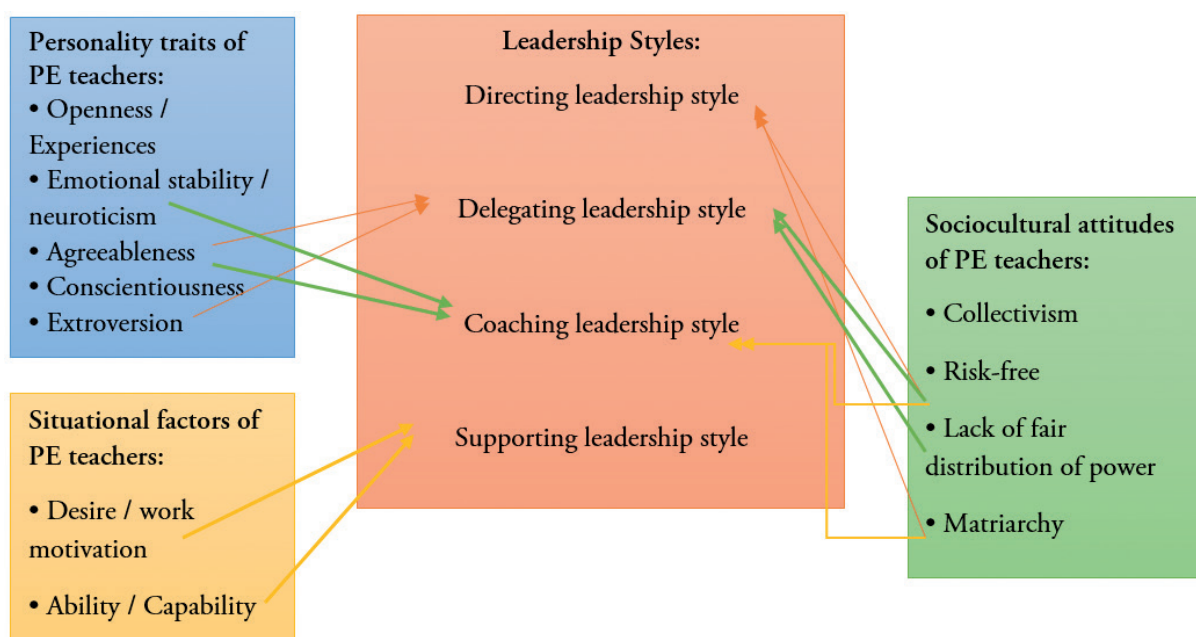 Personality traits of
PE teachers:
• Openness /
Experiences
• Emotional stability /
neuroticism
• Agreeableness
• Conscientiousness
• Extroversion
Situational factors of
PE teachers:
• Desire / work
motivation
• Ability / Capability
Leadership Styles:
Directing leadership style
Delegating leadership style
Coaching leadership style
Supporting leadership style
Sociocultural attitudes
of PE teachers:
• Collectivism
• Risk-free
• Lack of fair
distribution of power
• Matriarchy